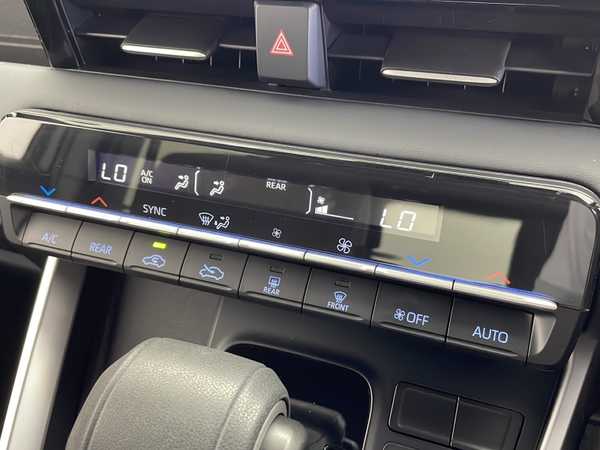 LO A/C ON REAR LO
SYNC
A/C REAR REAR FRONT OFF AUTO